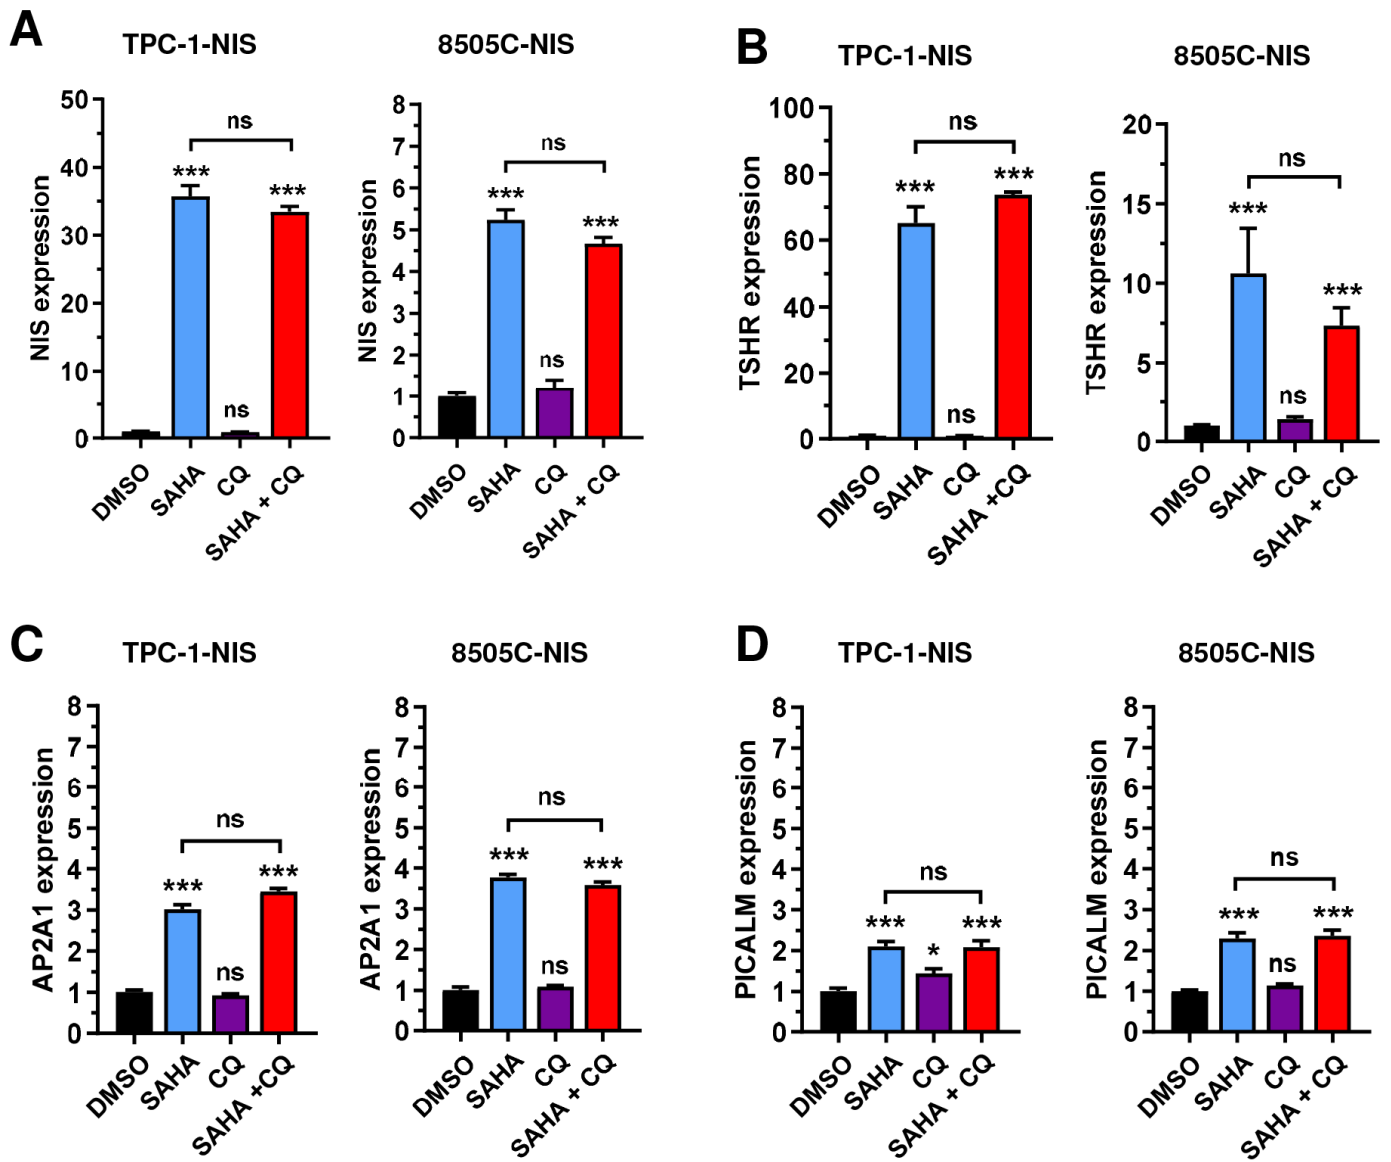 A
TPC-1-NIS
8505C-NIS
NIS expression
50
40
30
20
10
0
ns
***
***
ns
DMSO
SAHA
CQ
SAHA +CQ
NIS expression
8
7
6
5
4
3
2
1
0
ns
***
***
ns
DMSO
SAHA
CQ
SAHA + CQ
B
TPC-1-NIS
8505C-NIS
TSHR expression
100
80
60
40
20
0
ns
***
***
ns
DMSO
SAHA
CQ
SAHA +CQ
TSHR expression
20
15
10
5
0
ns
***
***
ns
DMSO
SAHA
CQ
SAHA + CQ
C
TPC-1-NIS
8505C-NIS
AP2A1 expression
8
7
6
5
4
3
2
1
0
ns
***
***
ns
DMSO
SAHA
CQ
SAHA +CQ
AP2A1 expression
8
7
6
5
4
3
2
1
0
ns
***
***
ns
DMSO
SAHA
CQ
SAHA + CQ
D
TPC-1-NIS
8505C-NIS
PICALM expression
8
7
6
5
4
3
2
1
0
ns
***
***
*
DMSO
SAHA
CQ
SAHA + CQ
PICALM expression
8
7
6
5
4
3
2
1
0
ns
***
***
ns
DMSO
SAHA
CQ
SAHA + CQ